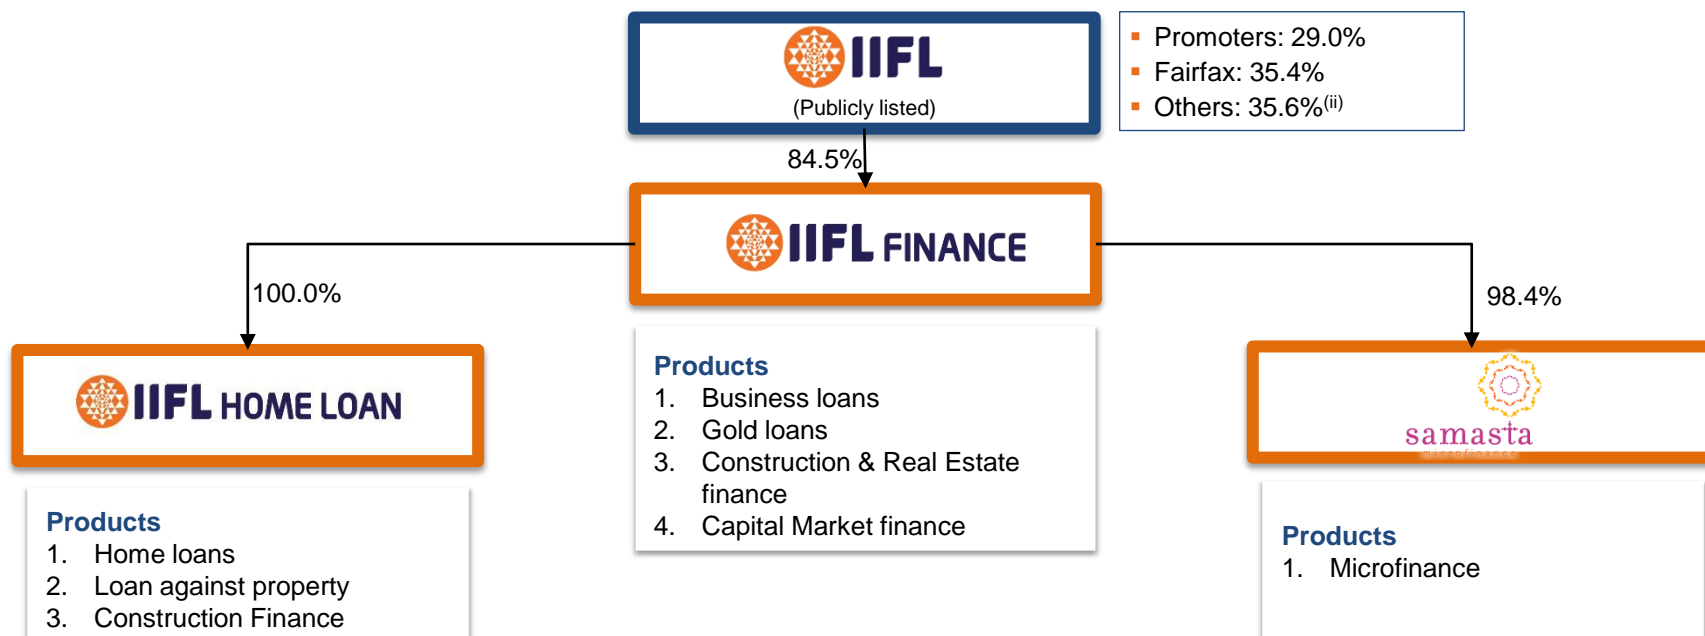 IIFL
(Publicly listed)
▪ Promoters: 29.0%
▪ Fairfax: 35.4%
▪ Others: 35.6%(ii)
84.5%
IIFL FINANCE
100.0%
98.4%
IIFL HOME LOAN
Products
1. Business loans
2. Gold loans
3. Construction & Real Estate
finance
4. Capital Market finance
samasta
microfinance
Products
1. Home loans
2. Loan against property
3. Construction Finance
Products
1. Microfinance